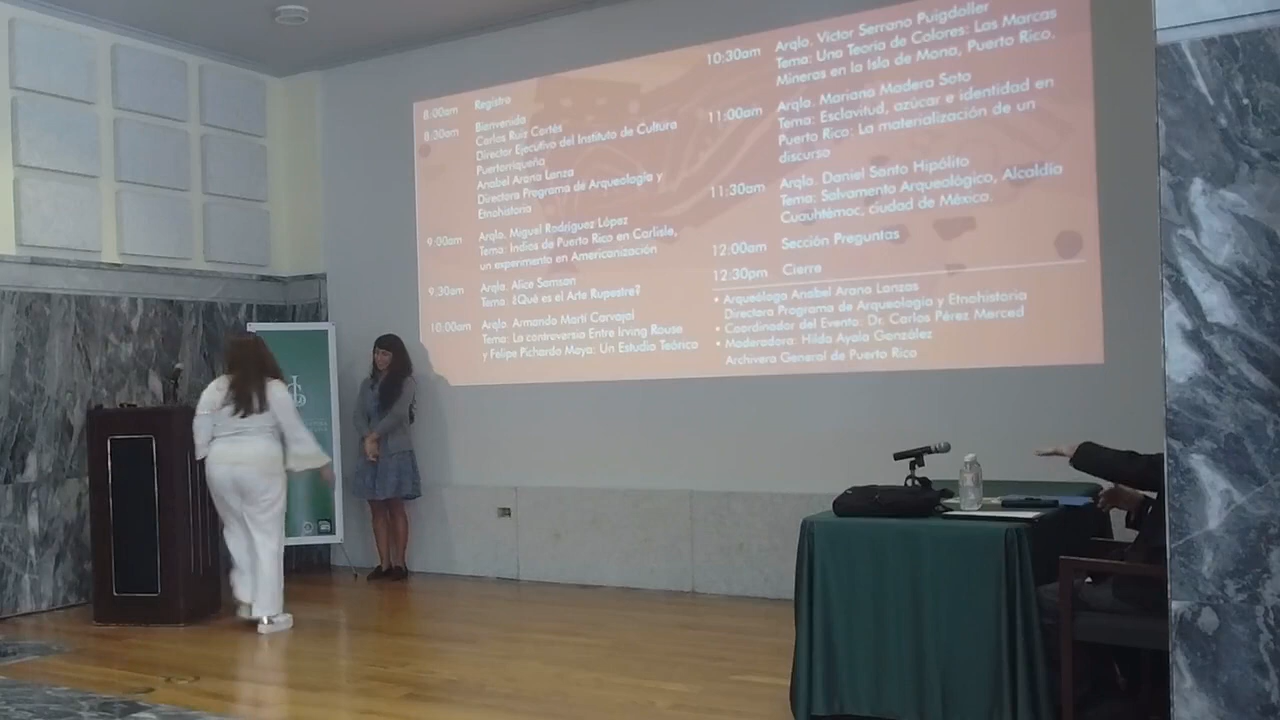 8:00am Registro
8:30am Bienvenida
Carlos Ruiz Cortés
Director Ejecutivo del Instituto de Cultura
Puertorriqueña
Anabel Arana Lanza
Directora Programa de Arqueología y
Etnohistoria
9:00am Arqlo. Miguel Rodríguez López
Tema: Indios de Puerto Rico en Carlisle,
un experimento en Americanización
9:30am Arqla. Alice Samson
Tema: ¿Qué es el Arte Rupestre?
10:00am Arqlo. Armando Martí Carvajal
Tema: La controversia Entre Irving Rouse
y Felipe Pichardo Moya: Un Estudio Teórico
10:30am Arqlo. Victor Serrano Puigdoller
Tema: Una Teoría de Colores: Las Marcas
Mineras en la Isla de Mona, Puerto Rico.
11:00am Arqla. Mariana Madera Soto
Tema: Esclavitud, azúcar e identidad en
Puerto Rico: La materialización de un
discurso
11:30am Arqlo. Daniel Santo Hipólito
Tema: Salvamento Arqueológico, Alcaldía
Cuauhtémoc, ciudad de México.
12:00am Sección Preguntas
12:30pm Cierre
• Arqueóloga Anabel Arana Lanzas
Directora Programa de Arqueología y Etnohistoria
• Coordinador del Evento: Dr. Carlos Pérez Merced
• Moderadora: Hilda Ayala González
Archivera General de Puerto Rico